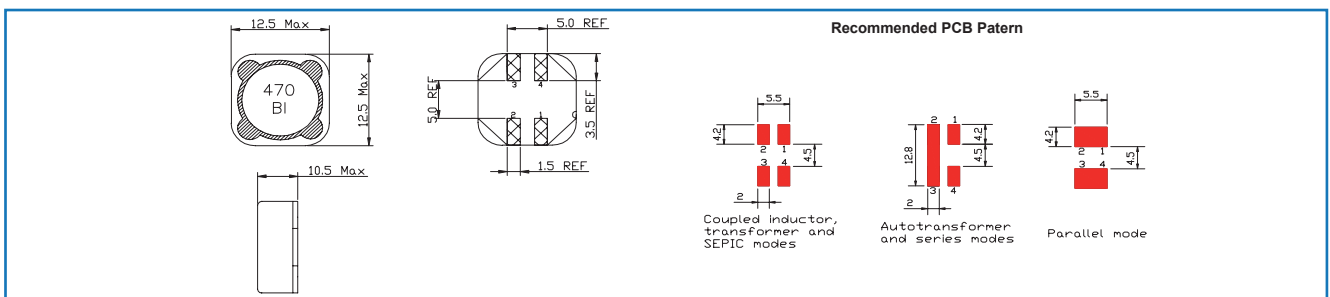 Recommended PCB Patern
12.5 Max
12.5 Max
470
BI
5.0 REF
5.0 REF
3.5 REF
1.5 REF
3 4
2 1
10.5 Max
5.5
4.2
4.5
2 1
3 4
2
Coupled inductor,
transformer and
SEPIC modes
2 1
12.8
4.2
4.5
3 4
2
Autotransformer
and series modes
5.5
4.2
4.5
2 1
3 4
Parallel mode